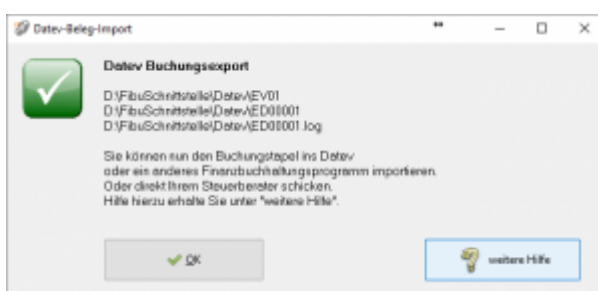 Datev-Beleg-Import
Datev Buchungsexport
D:\FibuSchnittstelle\Datev\EV01
D:\FibuSchnittstelle\Datev\ED00001
D:\FibuSchnittstelle\Datev\ED00001.log
Sie können nun den Buchungstapel ins Datev
oder ein anderes Finanzbuchhaltungsprogramm importieren.
Oder direkt Ihrem Steuerberater schicken.
Hilfe hierzu erhalte Sie unter "weitere Hilfe".
OK
weitere Hilfe